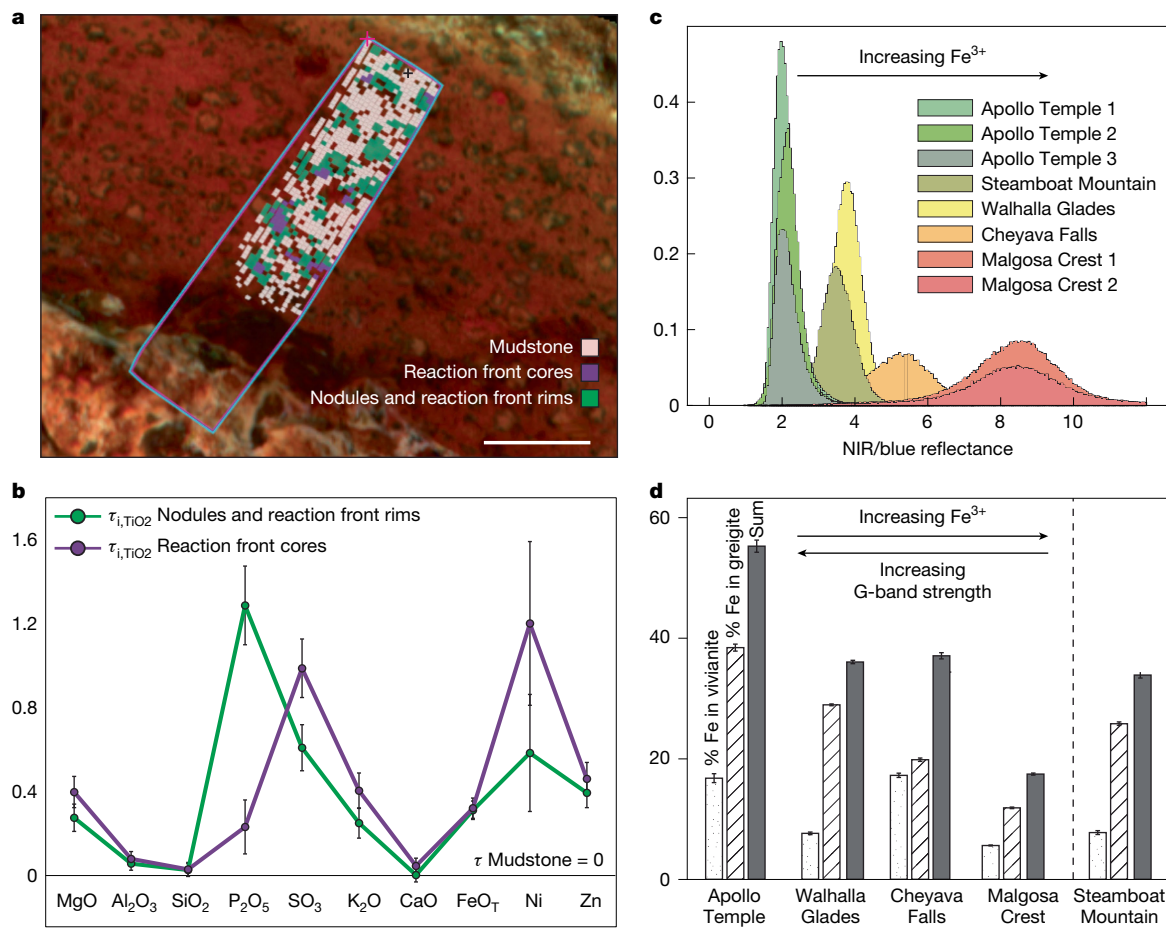 a
Mudstone
Reaction front cores
Nodules and reaction front rims
b
τi,TiO2 Nodules and reaction front rims
τi,TiO2 Reaction front cores
1.6
1.2
0.8
0.4
0
τ Mudstone = 0
MgO Al2O3 SiO2 P2O5 SO3 K2O CaO FeOT Ni Zn
c
Increasing Fe3+
Apollo Temple 1
Apollo Temple 2
Apollo Temple 3
Steamboat Mountain
Walhalla Glades
Cheyava Falls
Malgosa Crest 1
Malgosa Crest 2
0.4
0.3
0.2
0.1
0
0 2 4 6 8 10
NIR/blue reflectance
d
Increasing Fe3+
Increasing
G-band strength
% Fe in vivianite
% Fe in greigite
Sum
60
40
20
0
Apollo
Temple
Walhalla
Glades
Cheyava
Falls
Malgosa
Crest
Steamboat
Mountain